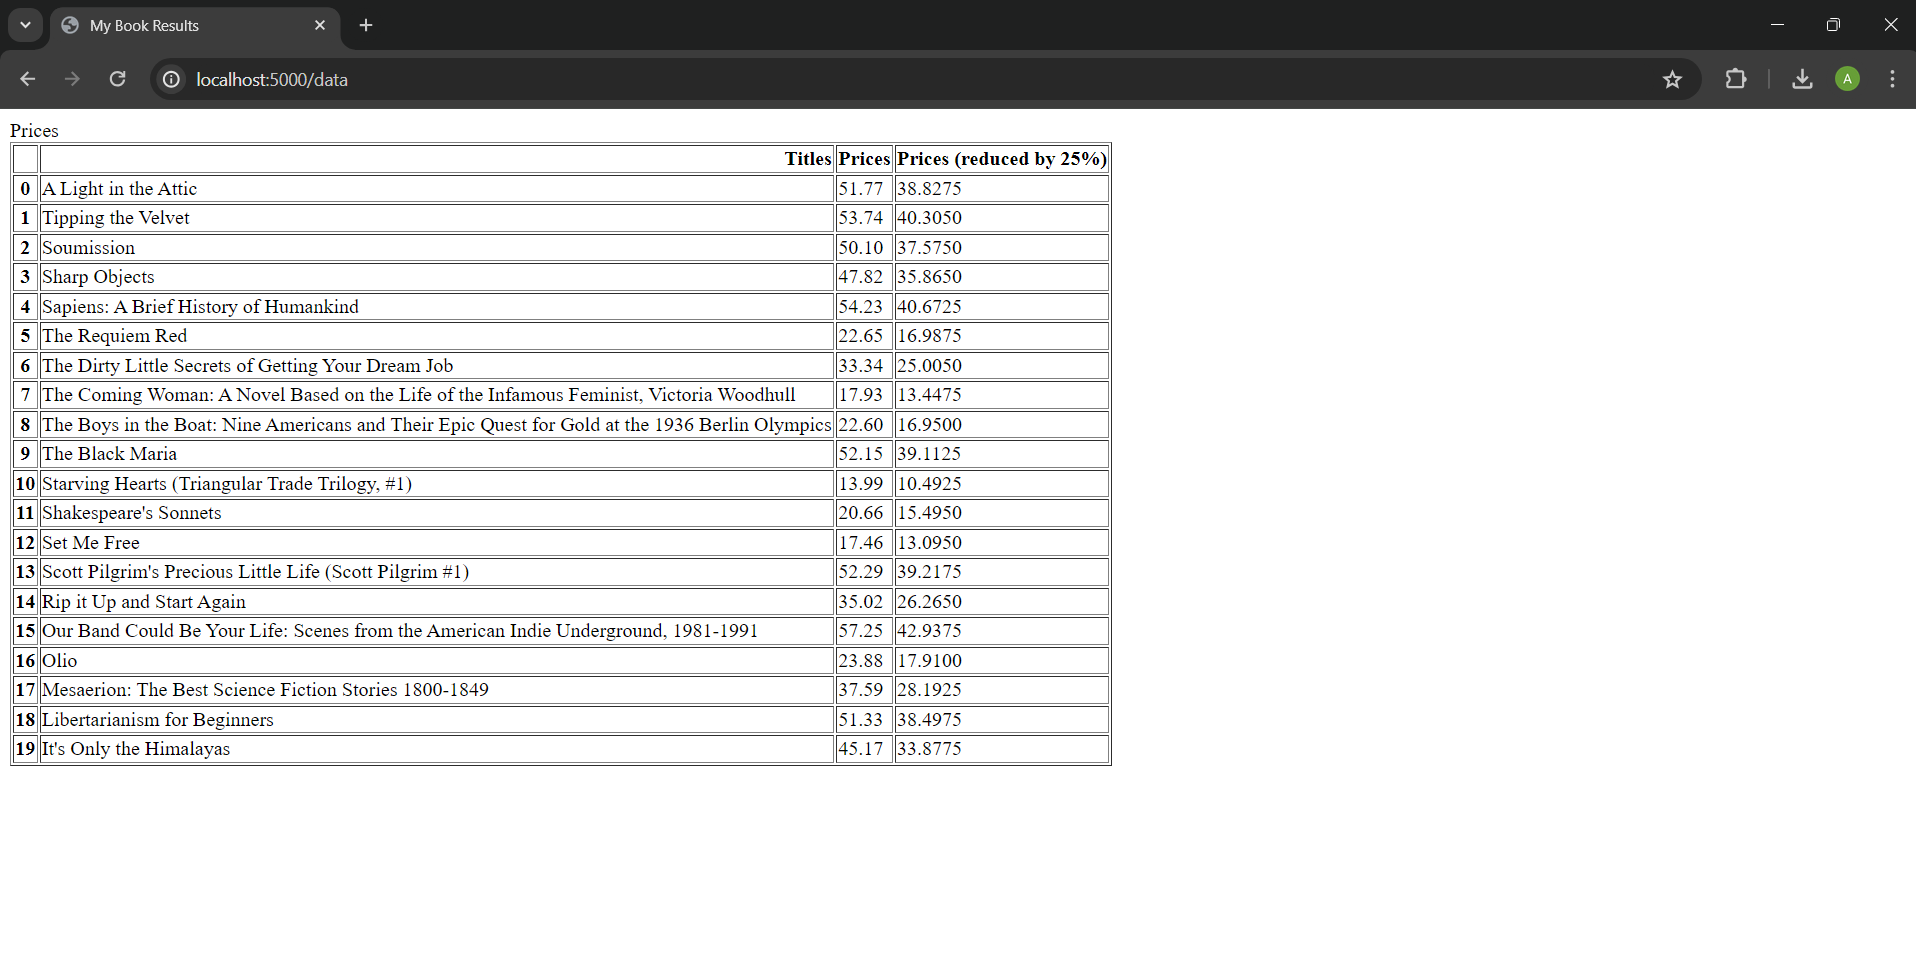 My Book Results
localhost:5000/data
A
Prices
Titles Prices Prices (reduced by 25%)
0 A Light in the Attic 51.77 38.8275
1 Tipping the Velvet 53.74 40.3050
2 Soumission 50.10 37.5750
3 Sharp Objects 47.82 35.8650
4 Sapiens: A Brief History of Humankind 54.23 40.6725
5 The Requiem Red 22.65 16.9875
6 The Dirty Little Secrets of Getting Your Dream Job 33.34 25.0050
7 The Coming Woman: A Novel Based on the Life of the Infamous Feminist, Victoria Woodhull 17.93 13.4475
8 The Boys in the Boat: Nine Americans and Their Epic Quest for Gold at the 1936 Berlin Olympics 22.60 16.9500
9 The Black Maria 52.15 39.1125
10 Starving Hearts (Triangular Trade Trilogy, #1) 13.99 10.4925
11 Shakespeare's Sonnets 20.66 15.4950
12 Set Me Free 17.46 13.0950
13 Scott Pilgrim's Precious Little Life (Scott Pilgrim #1) 52.29 39.2175
14 Rip it Up and Start Again 35.02 26.2650
15 Our Band Could Be Your Life: Scenes from the American Indie Underground, 1981-1991 57.25 42.9375
16 Olio 23.88 17.9100
17 Mesaerion: The Best Science Fiction Stories 1800-1849 37.59 28.1925
18 Libertarianism for Beginners 51.33 38.4975
19 It's Only the Himalayas 45.17 33.8775